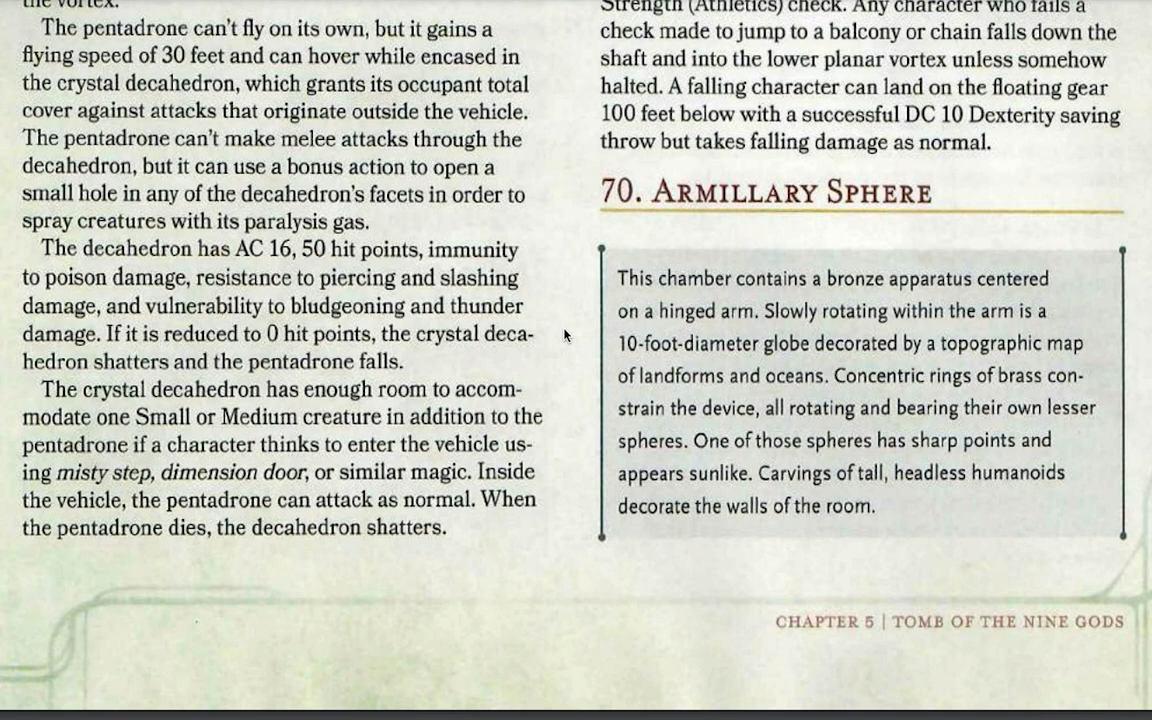 the vortex.
The pentadrone can't fly on its own, but it gains a
flying speed of 30 feet and can hover while encased in
the crystal decahedron, which grants its occupant total
cover against attacks that originate outside the vehicle.
The pentadrone can't make melee attacks through the
decahedron, but it can use a bonus action to open a
small hole in any of the decahedron's facets in order to
spray creatures with its paralysis gas.
The decahedron has AC 16, 50 hit points, immunity
to poison damage, resistance to piercing and slashing
damage, and vulnerability to bludgeoning and thunder
damage. If it is reduced to 0 hit points, the crystal deca-
hedron shatters and the pentadrone falls.
The crystal decahedron has enough room to accom-
modate one Small or Medium creature in addition to the
pentadrone if a character thinks to enter the vehicle us-
ing misty step, dimension door, or similar magic. Inside
the vehicle, the pentadrone can attack as normal. When
the pentadrone dies, the decahedron shatters.
Strength (Athletics) check. Any character who fails a
check made to jump to a balcony or chain falls down the
shaft and into the lower planar vortex unless somehow
halted. A falling character can land on the floating gear
100 feet below with a successful DC 10 Dexterity saving
throw but takes falling damage as normal.
70. ARMILLARY SPHERE
This chamber contains a bronze apparatus centered
on a hinged arm. Slowly rotating within the arm is a
10-foot-diameter globe decorated by a topographic map
of landforms and oceans. Concentric rings of brass con-
strain the device, all rotating and bearing their own lesser
spheres. One of those spheres has sharp points and
appears sunlike. Carvings of tall, headless humanoids
decorate the walls of the room.
CHAPTER 5 | TOMB OF THE NINE GODS